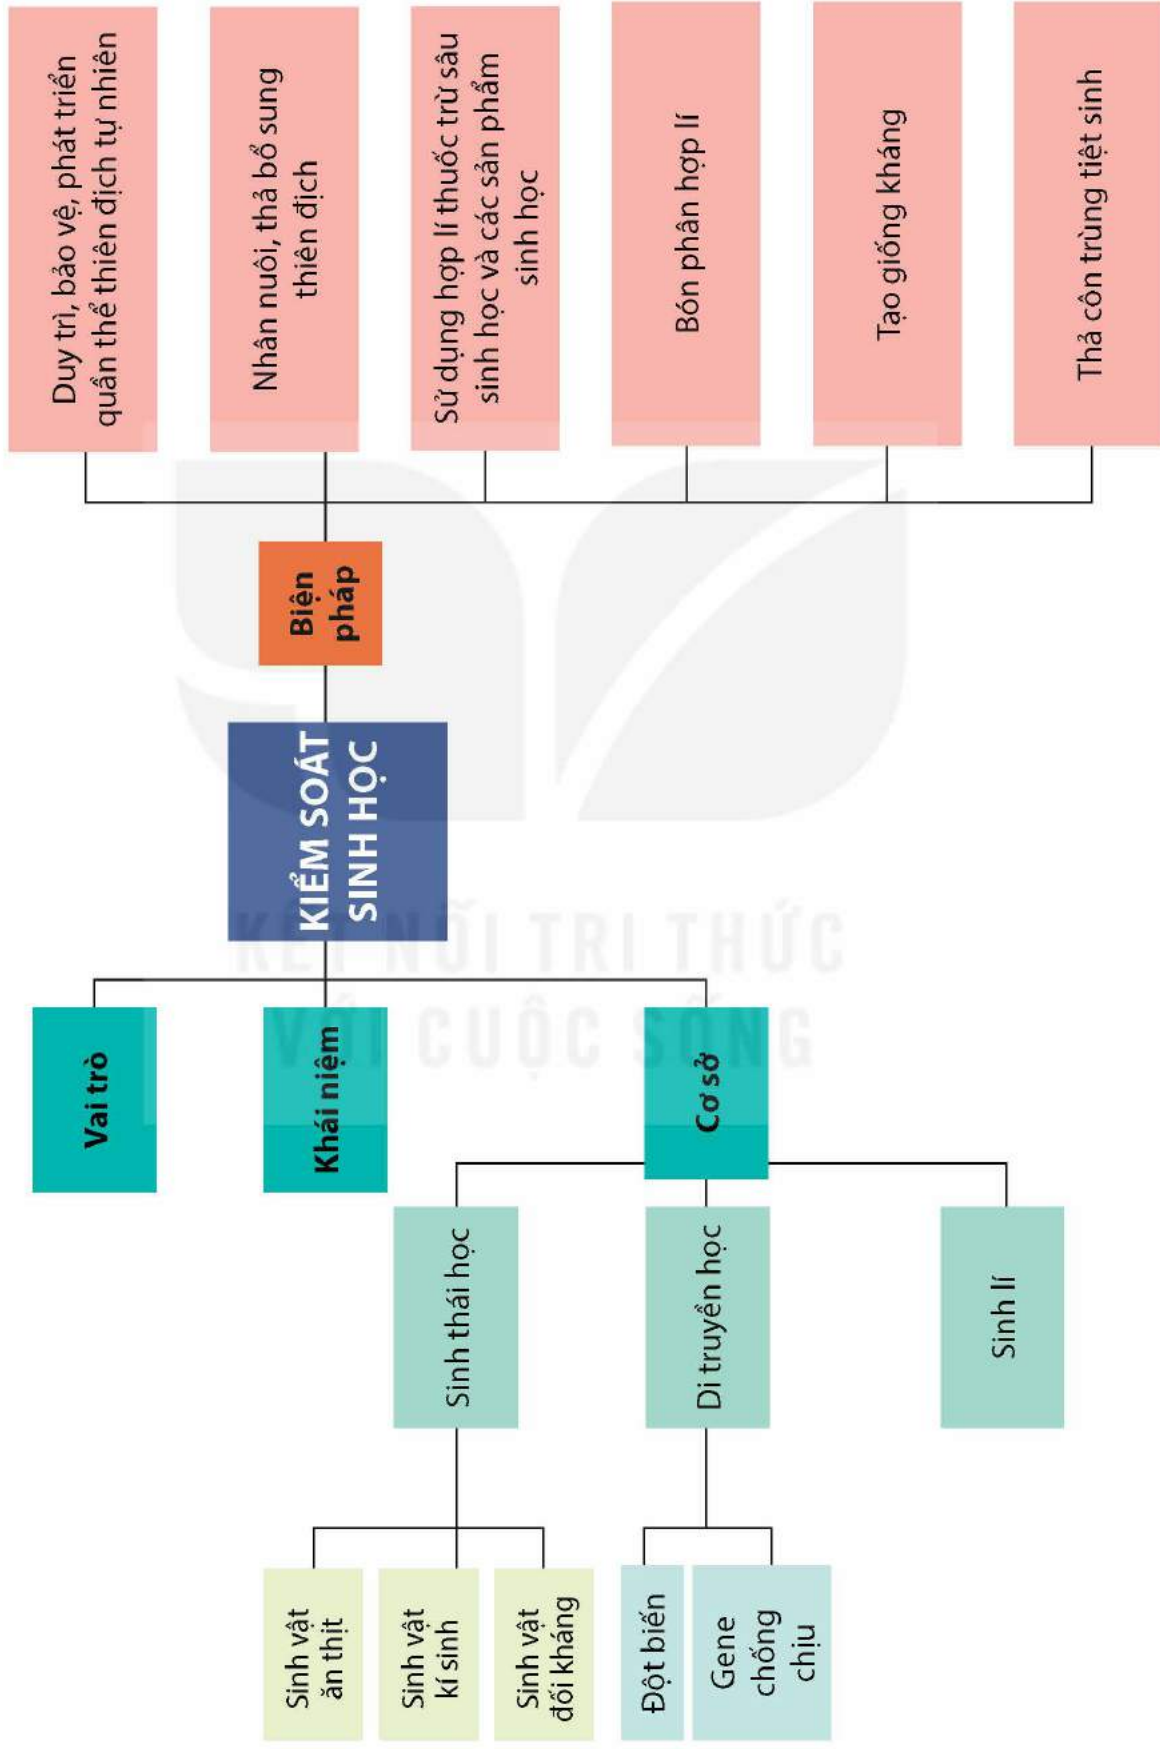 Duy trì, bảo vệ, phát triển
quần thể thiên địch tự nhiên
Nhân nuôi, thả bổ sung
thiên địch
Sử dụng hợp lí thuốc trừ sâu
sinh học và các sản phẩm
sinh học
Bón phân hợp lí
Tạo giống kháng
Thả côn trùng tiệt sinh
Biện
pháp
KIỂM SOÁT
SINH HỌC
Vai trò
Khái niệm
Cơ sở
Sinh thái học
Di truyền học
Sinh lí
Sinh vật
ăn thịt
Sinh vật
kí sinh
Sinh vật
đối kháng
Đột biến
Gene
chống
chịu
KẾT NỐI TRI THỨC
VỚI CUỘC SỐNG